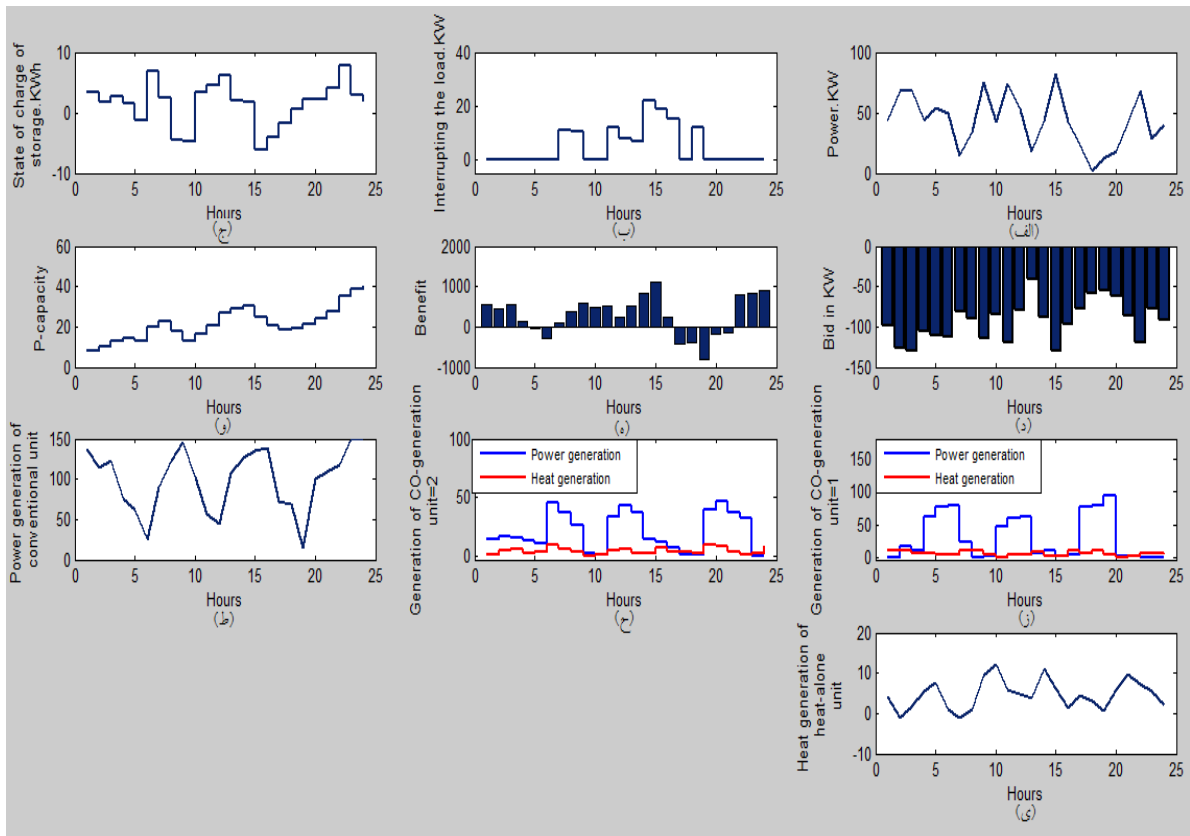 State of charge of
storage.KWh
10
0
-10
0 5 10 15 20 25
Hours
(ج)
Interrupting the load.KW
40
20
0
0 5 10 15 20 25
Hours
(ب)
Power.KW
100
50
0
0 5 10 15 20 25
Hours
(الف)
P-capacity
60
40
20
0
0 5 10 15 20 25
Hours
(و)
Benefit
2000
1000
0
-1000
0 5 10 15 20 25
Hours
(ه)
Bid in KW
0
-50
-100
-150
0 5 10 15 20 25
Hours
(د)
Power generation of
conventional unit
150
100
50
0
0 5 10 15 20 25
Hours
(ط)
Generation of CO-generation
unit=2
100
50
0
Power generation
Heat generation
0 5 10 15 20 25
Hours
(ح)
Generation of CO-generation
unit=1
150
100
50
0
Power generation
Heat generation
0 5 10 15 20 25
Hours
(ز)
Heat generation of
heat-alone
unit
20
10
0
-10
0 5 10 15 20 25
Hours
(ی)